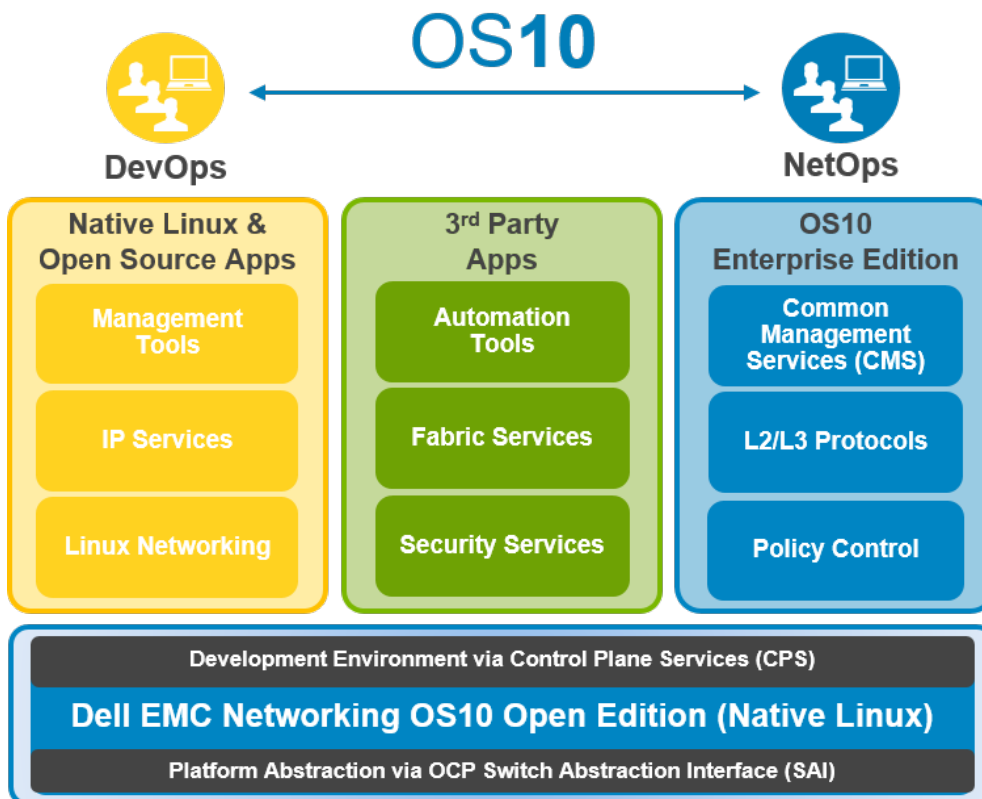 OS10
DevOps
NetOps
Native Linux &
Open Source Apps
Management
Tools
IP Services
Linux Networking
3rd Party
Apps
Automation
Tools
Fabric Services
Security Services
OS10
Enterprise Edition
Common
Management
Services (CMS)
L2/L3 Protocols
Policy Control
Development Environment via Control Plane Services (CPS)
Dell EMC Networking OS10 Open Edition (Native Linux)
Platform Abstraction via OCP Switch Abstraction Interface (SAI)